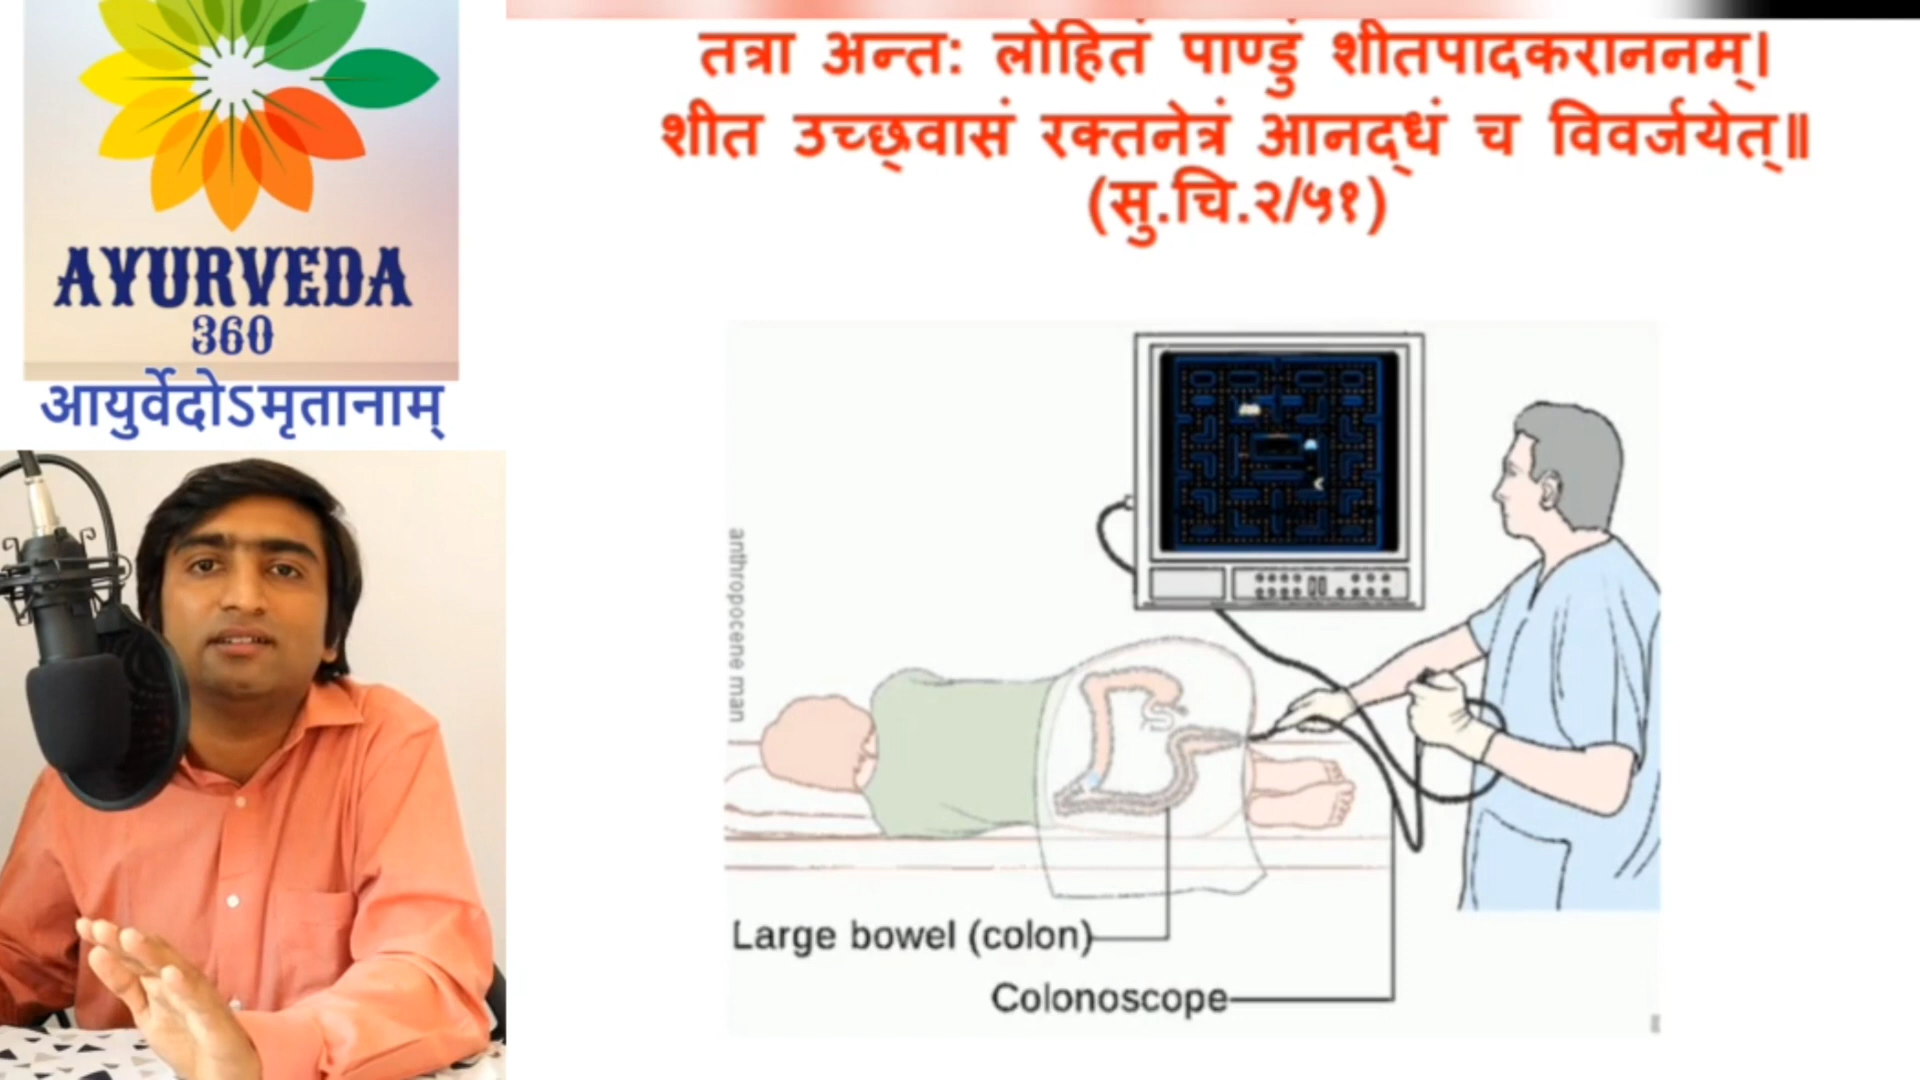 AYURVEDA
360
आयुर्वेदोऽमृतानाम्
तत्रा अन्त: लोहितं पाण्डुं शीतपादकराननम्।
शीत उच्छ्वासं रक्तनेत्रं आनद्धं च विवर्जयेत्॥
(सु.चि.२/५१)
anthropocene man
Large bowel (colon)
Colonoscope